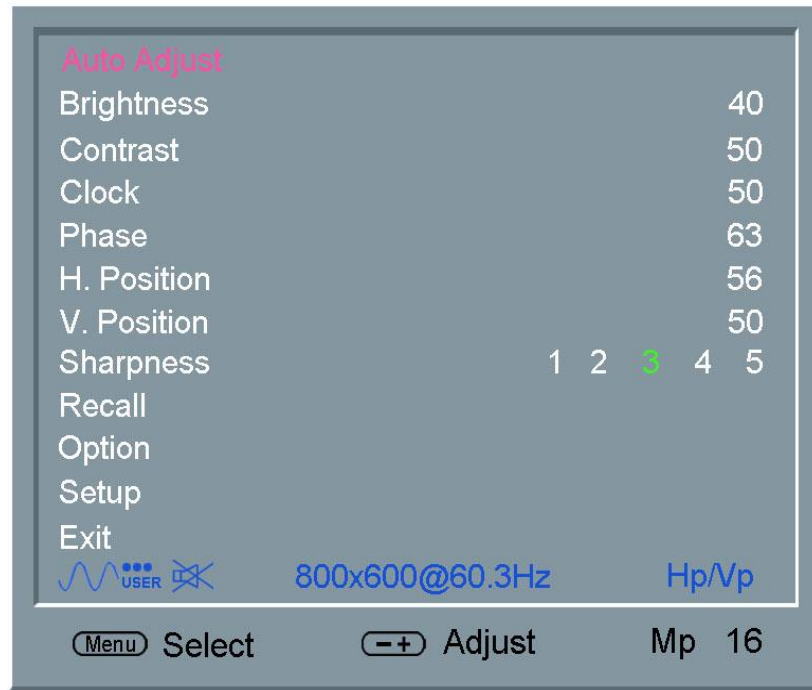 Auto Adjust
Brightness 40
Contrast 50
Clock 50
Phase 63
H. Position 56
V. Position 50
Sharpness 1 2 3 4 5
Recall
Option
Setup
Exit
USER 800x600@60.3Hz Hp/Vp
Menu Select -+ Adjust Mp 16